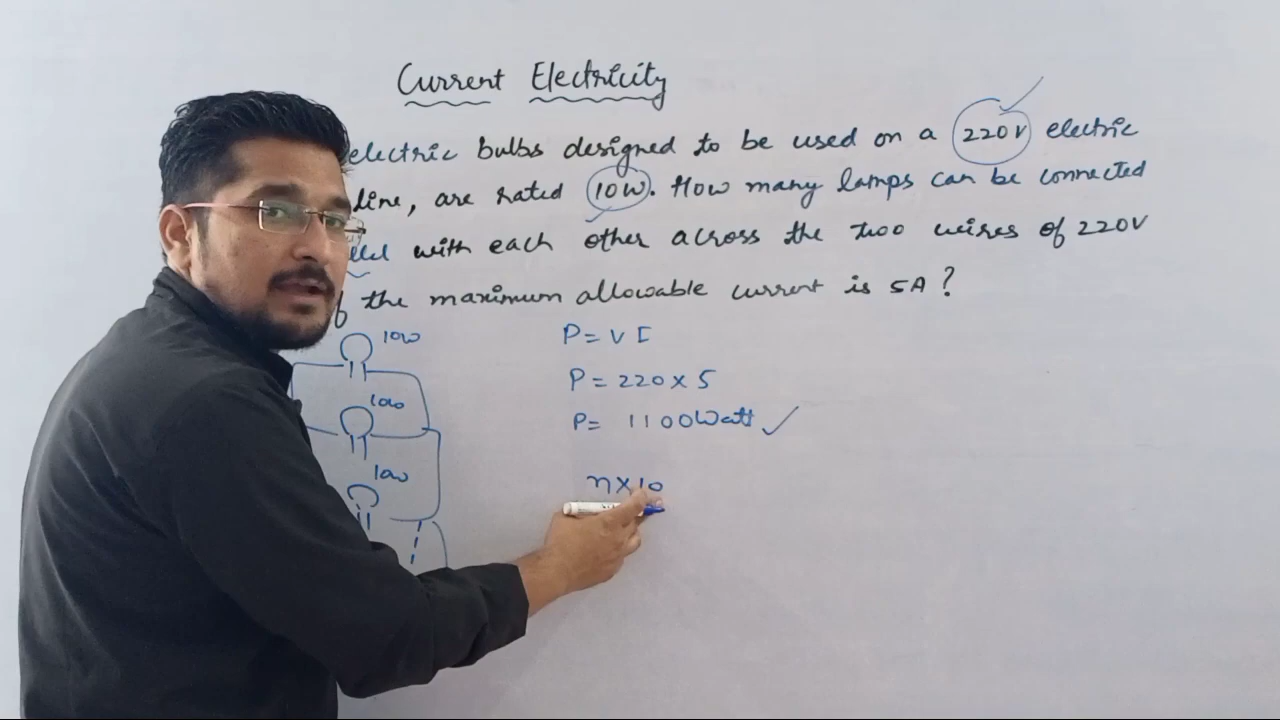 Current Electricity
electric bulbs designed to be used on a 220V electric
line, are rated 10W. How many lamps can be connected
with each other across the two wires of 220V
the maximum allowable current is 5A?
10w
10w
10w
P= V I
P = 220 x 5
P= 1100Watt
n x 10